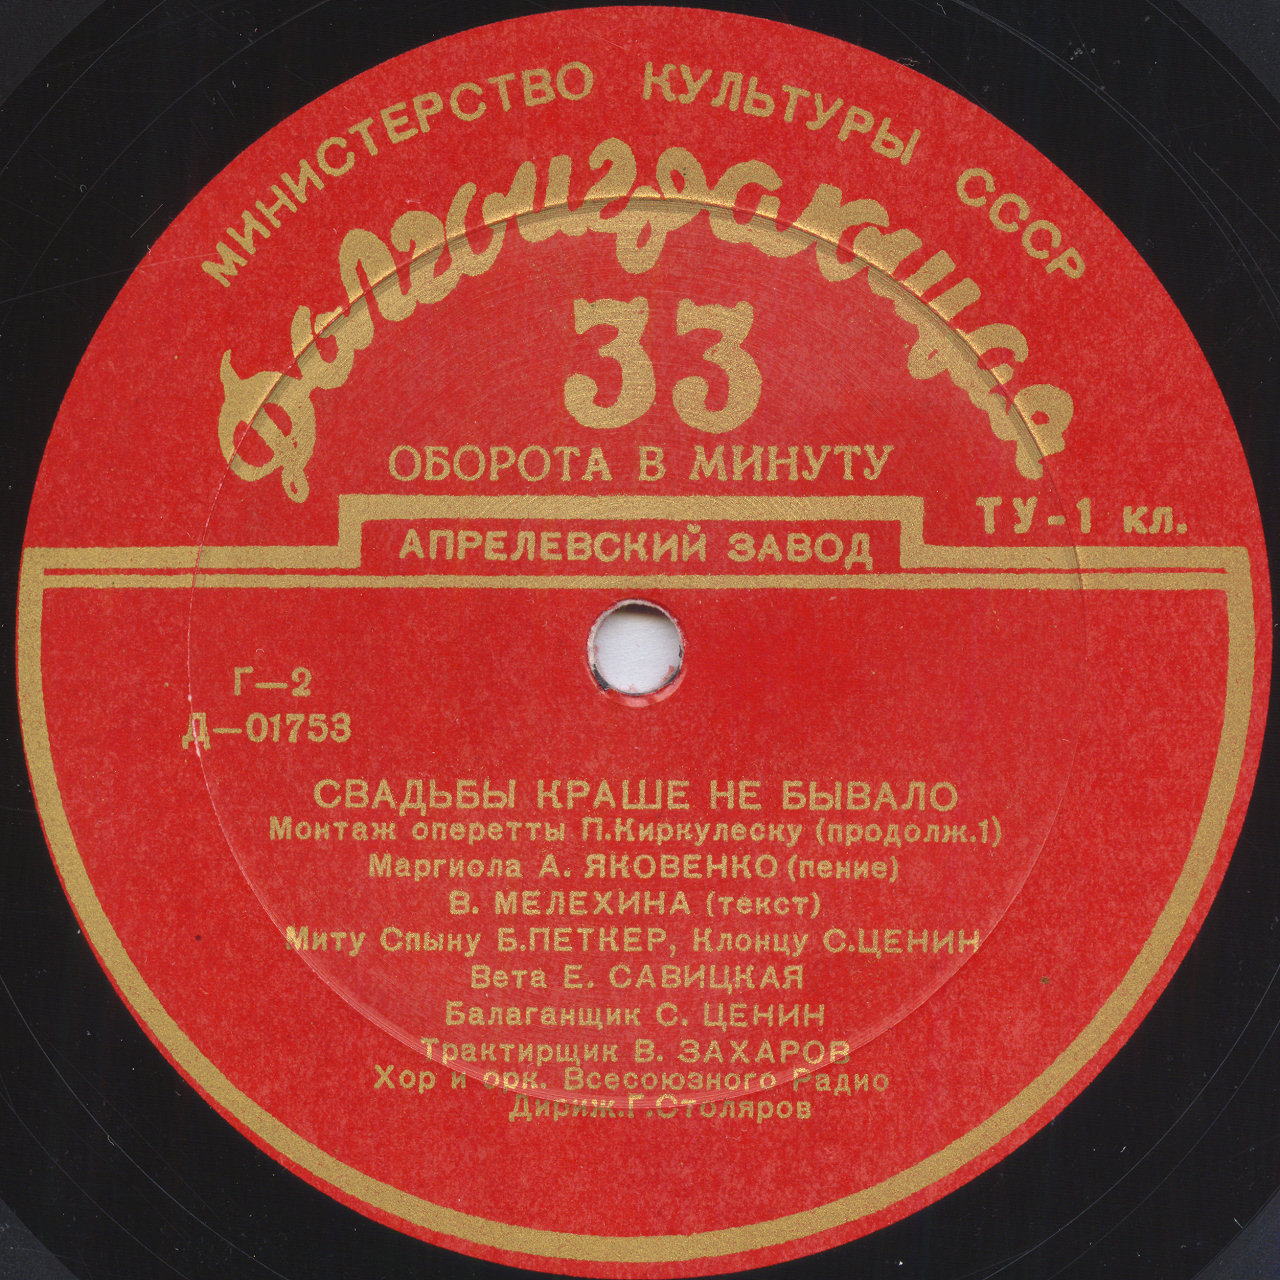 МИНИСТЕРСТВО КУЛЬТУРЫ СССР
Долгоиграющая
33
ОБОРОТА В МИНУТУ
ТУ-1 кл.
АПРЕЛЕВСКИЙ ЗАВОД
Г-2
Д-01753
СВАДЬБЫ КРАШЕ НЕ БЫВАЛО
Монтаж оперетты П.Киркулеску (продолж.1)
Маргиола А. ЯКОВЕНКО (пение)
В. МЕЛЕХИНА (текст)
Миту Спыну Б.ПЕТКЕР, Клонцу С.ЦЕНИН
Вета Е. САВИЦКАЯ
Балаганщик С. ЦЕНИН
Трактирщик В. ЗАХАРОВ
Хор и орк. Всесоюзного Радио
Дириж.Г.Столяров